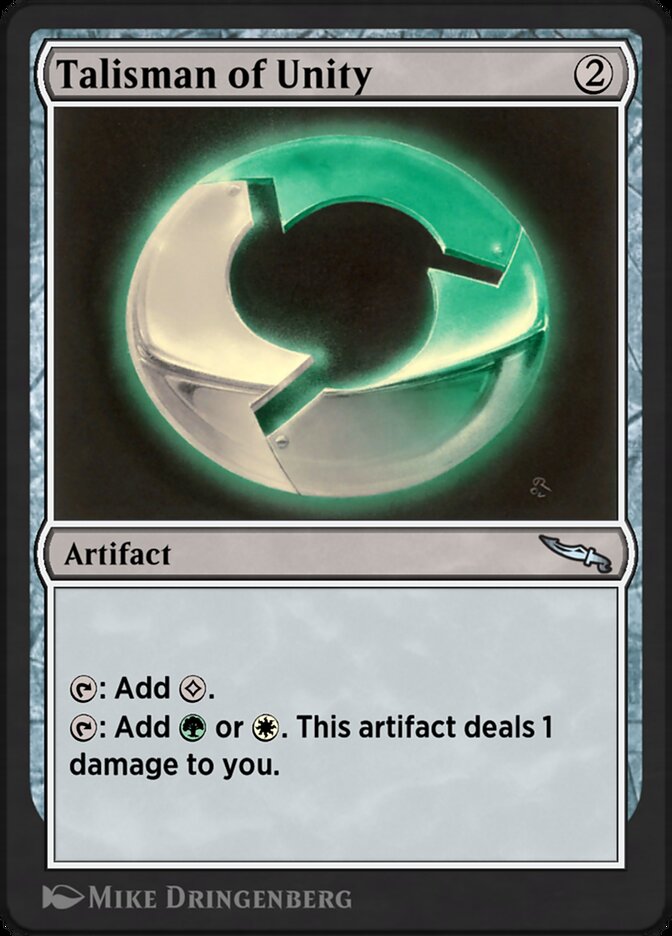 Talisman of Unity 2
Artifact
: Add .
: Add or . This artifact deals 1
damage to you.
Mike Dringenberg